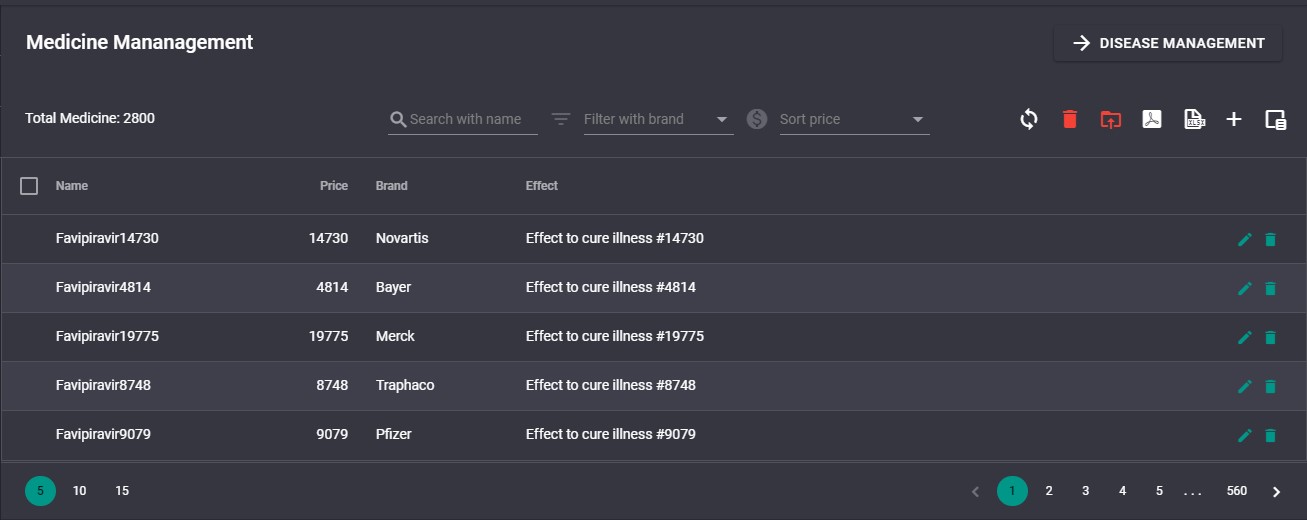 Medicine Mananagement
DISEASE MANAGEMENT
Total Medicine: 2800
Search with name
Filter with brand
Sort price
Name Price Brand Effect
Favipiravir14730 14730 Novartis Effect to cure illness #14730
Favipiravir4814 4814 Bayer Effect to cure illness #4814
Favipiravir19775 19775 Merck Effect to cure illness #19775
Favipiravir8748 8748 Traphaco Effect to cure illness #8748
Favipiravir9079 9079 Pfizer Effect to cure illness #9079
5 10 15
1 2 3 4 5 ... 560